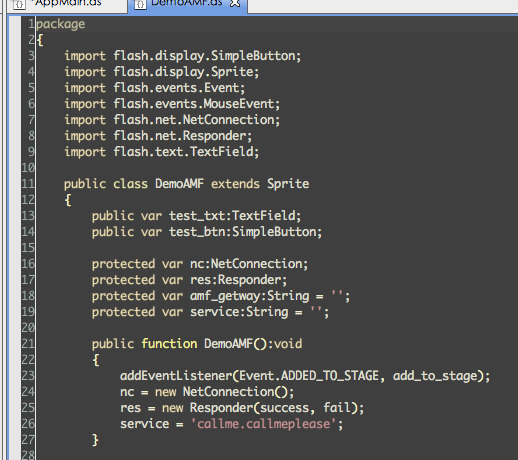 *AppMain.as DemoAMF.as
1 package
2 {
3 import flash.display.SimpleButton;
4 import flash.display.Sprite;
5 import flash.events.Event;
6 import flash.events.MouseEvent;
7 import flash.net.NetConnection;
8 import flash.net.Responder;
9 import flash.text.TextField;
10
11 public class DemoAMF extends Sprite
12 {
13 public var test_txt:TextField;
14 public var test_btn:SimpleButton;
15
16 protected var nc:NetConnection;
17 protected var res:Responder;
18 protected var amf_getway:String = '';
19 protected var service:String = '';
20
21 public function DemoAMF():void
22 {
23 addEventListener(Event.ADDED_TO_STAGE, add_to_stage);
24 nc = new NetConnection();
25 res = new Responder(success, fail);
26 service = 'callme.callmeplease';
27 }
28